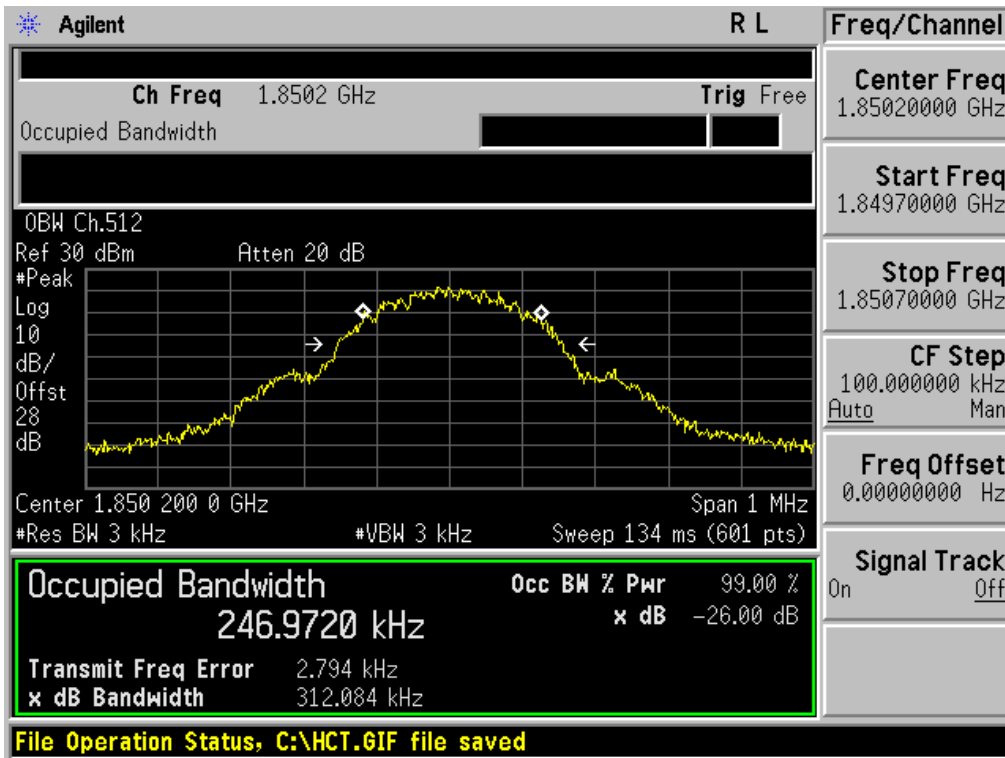 Agilent R L
Ch Freq 1.8502 GHz Trig Free
Occupied Bandwidth
OBW Ch.512
Ref 30 dBm Atten 20 dB
#Peak
Log
10
dB/
Offst
28
dB
Center 1.850 200 0 GHz Span 1 MHz
#Res BW 3 kHz #VBW 3 kHz Sweep 134 ms (601 pts)
Occupied Bandwidth
246.9720 kHz
Occ BW % Pwr 99.00 %
x dB -26.00 dB
Transmit Freq Error 2.794 kHz
x dB Bandwidth 312.084 kHz
File Operation Status, C:\HCT.GIF file saved
Freq/Channel
Center Freq
1.85020000 GHz
Start Freq
1.84970000 GHz
Stop Freq
1.85070000 GHz
CF Step
100.000000 kHz
Auto Man
Freq Offset
0.00000000 Hz
Signal Track
On Off